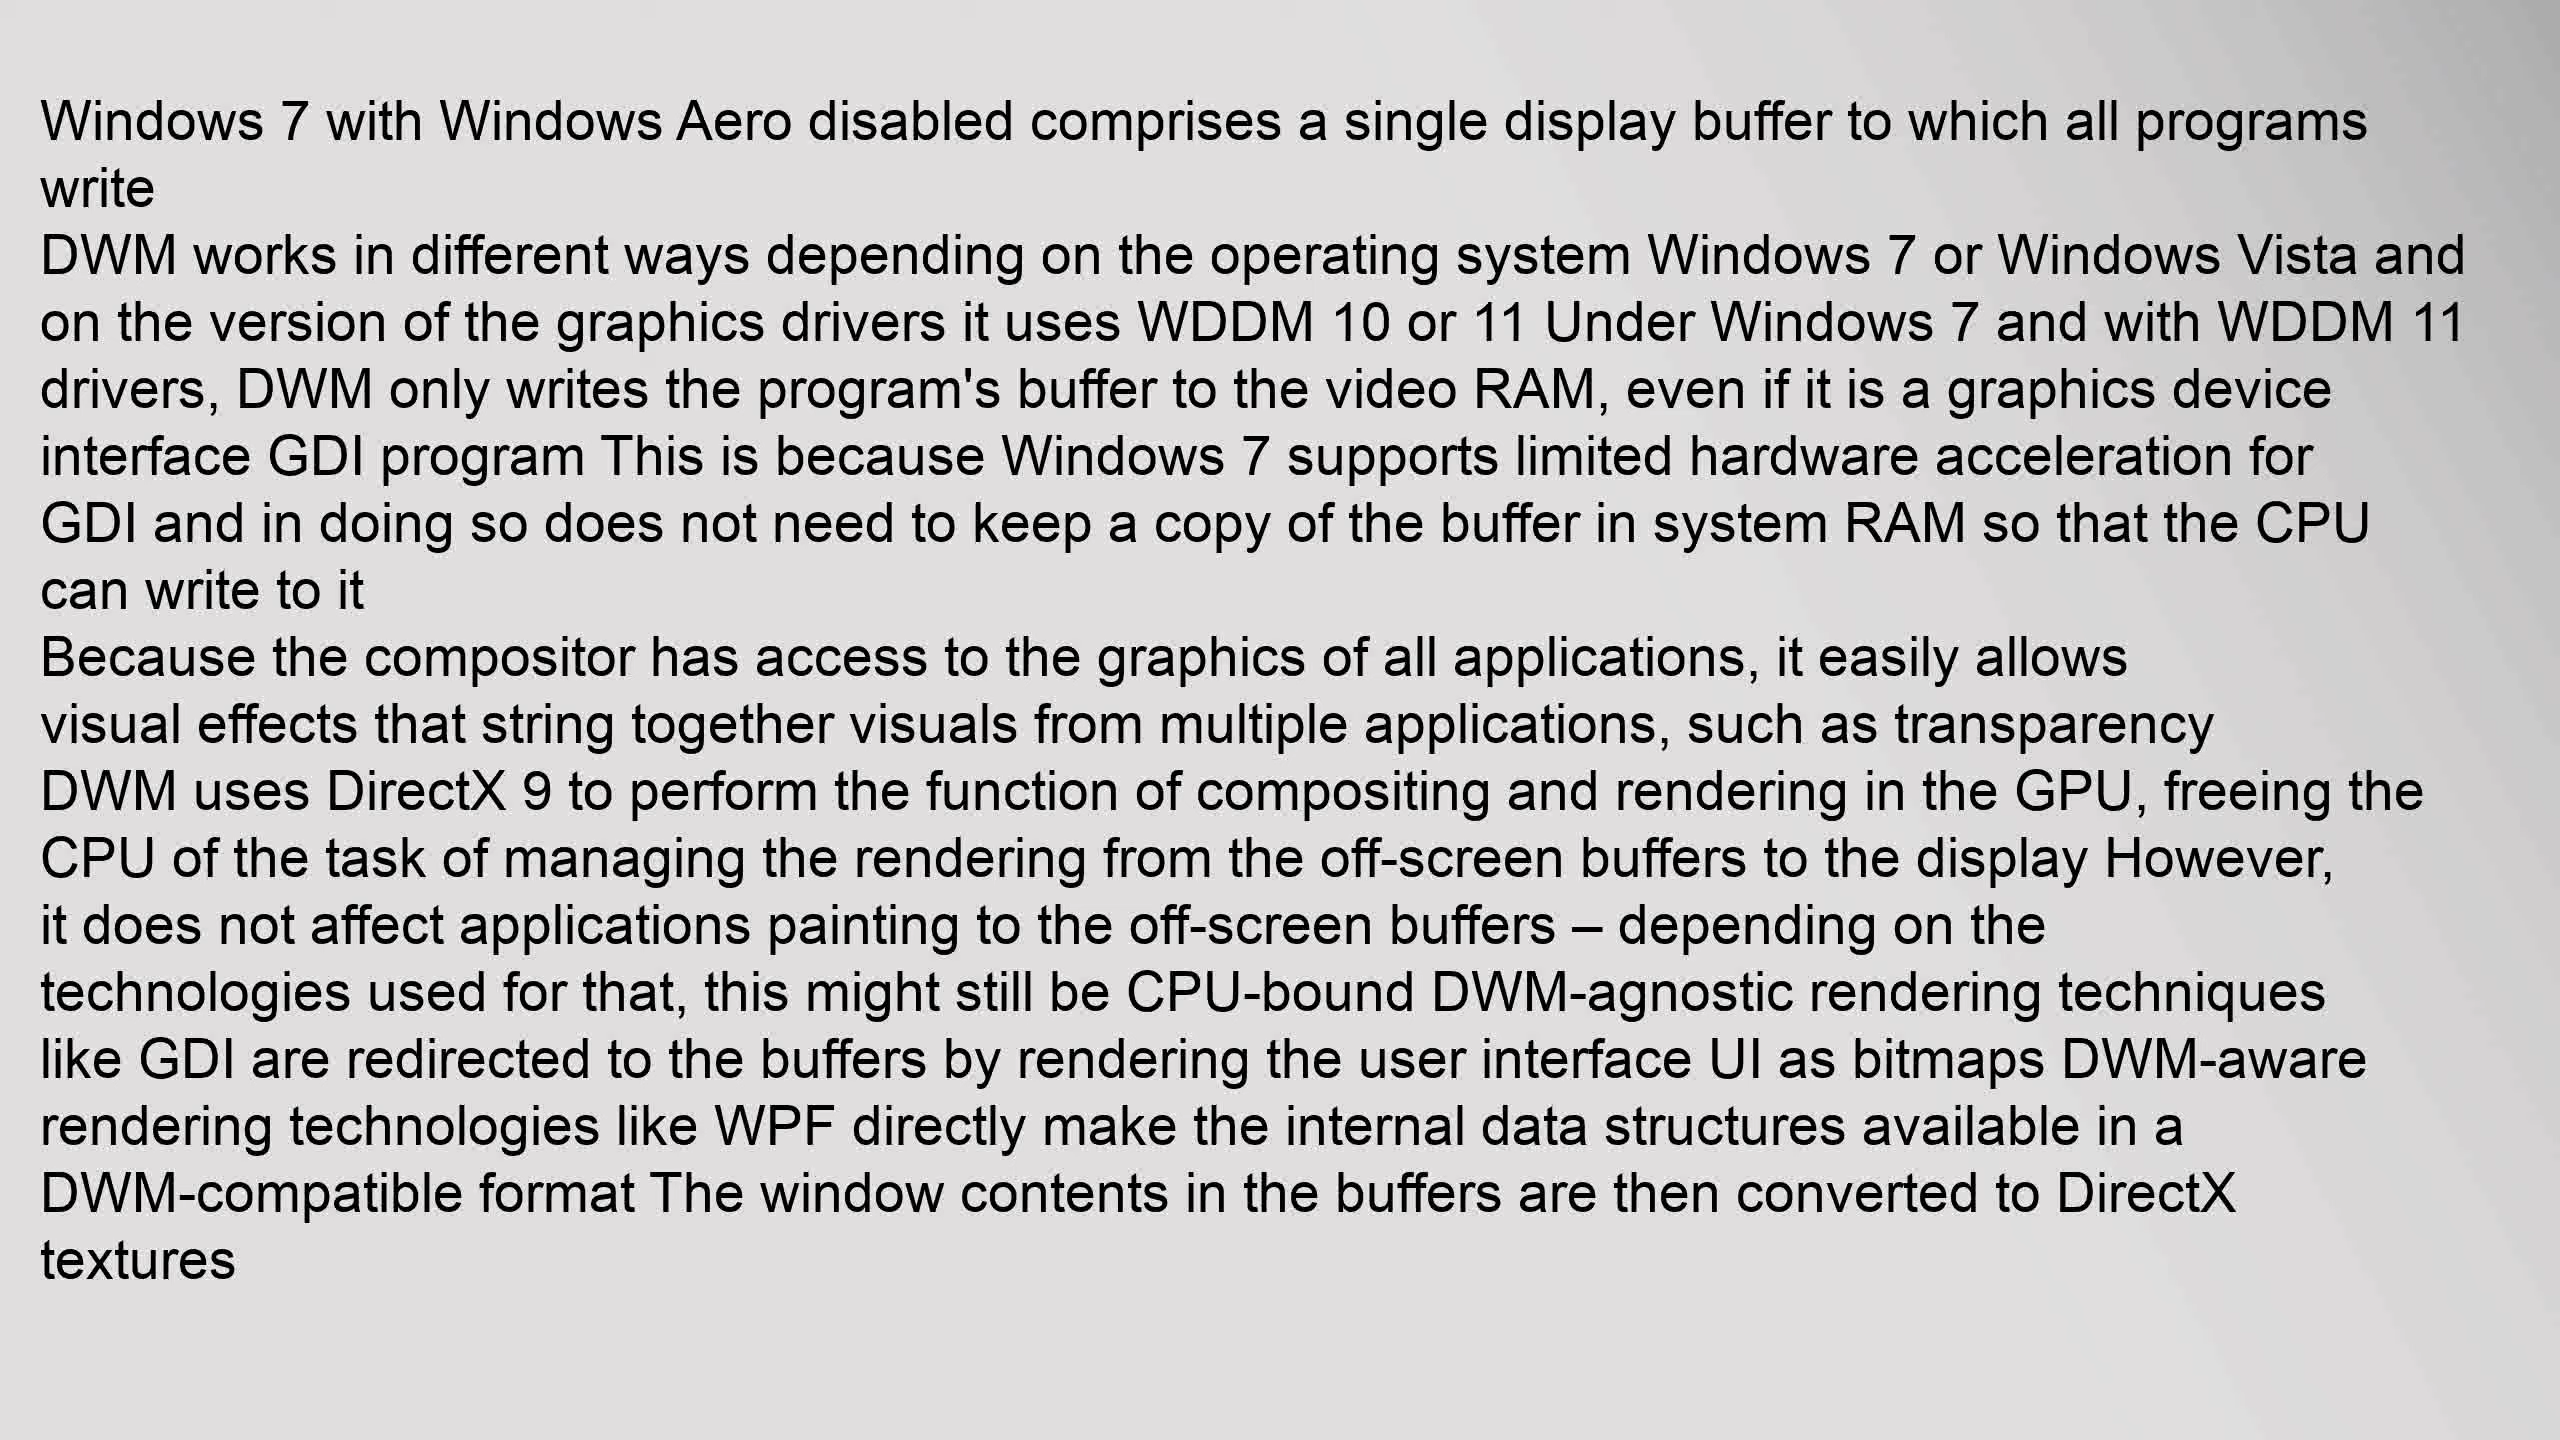 Windows 7 with Windows Aero disabled comprises a single display buffer to which all programs
write
DWM works in different ways depending on the operating system Windows 7 or Windows Vista and
on the version of the graphics drivers it uses WDDM 10 or 11 Under Windows 7 and with WDDM 11
drivers, DWM only writes the program's buffer to the video RAM, even if it is a graphics device
interface GDI program This is because Windows 7 supports limited hardware acceleration for
GDI and in doing so does not need to keep a copy of the buffer in system RAM so that the CPU
can write to it
Because the compositor has access to the graphics of all applications, it easily allows
visual effects that string together visuals from multiple applications, such as transparency
DWM uses DirectX 9 to perform the function of compositing and rendering in the GPU, freeing the
CPU of the task of managing the rendering from the off-screen buffers to the display However,
it does not affect applications painting to the off-screen buffers – depending on the
technologies used for that, this might still be CPU-bound DWM-agnostic rendering techniques
like GDI are redirected to the buffers by rendering the user interface UI as bitmaps DWM-aware
rendering technologies like WPF directly make the internal data structures available in a
DWM-compatible format The window contents in the buffers are then converted to DirectX
textures